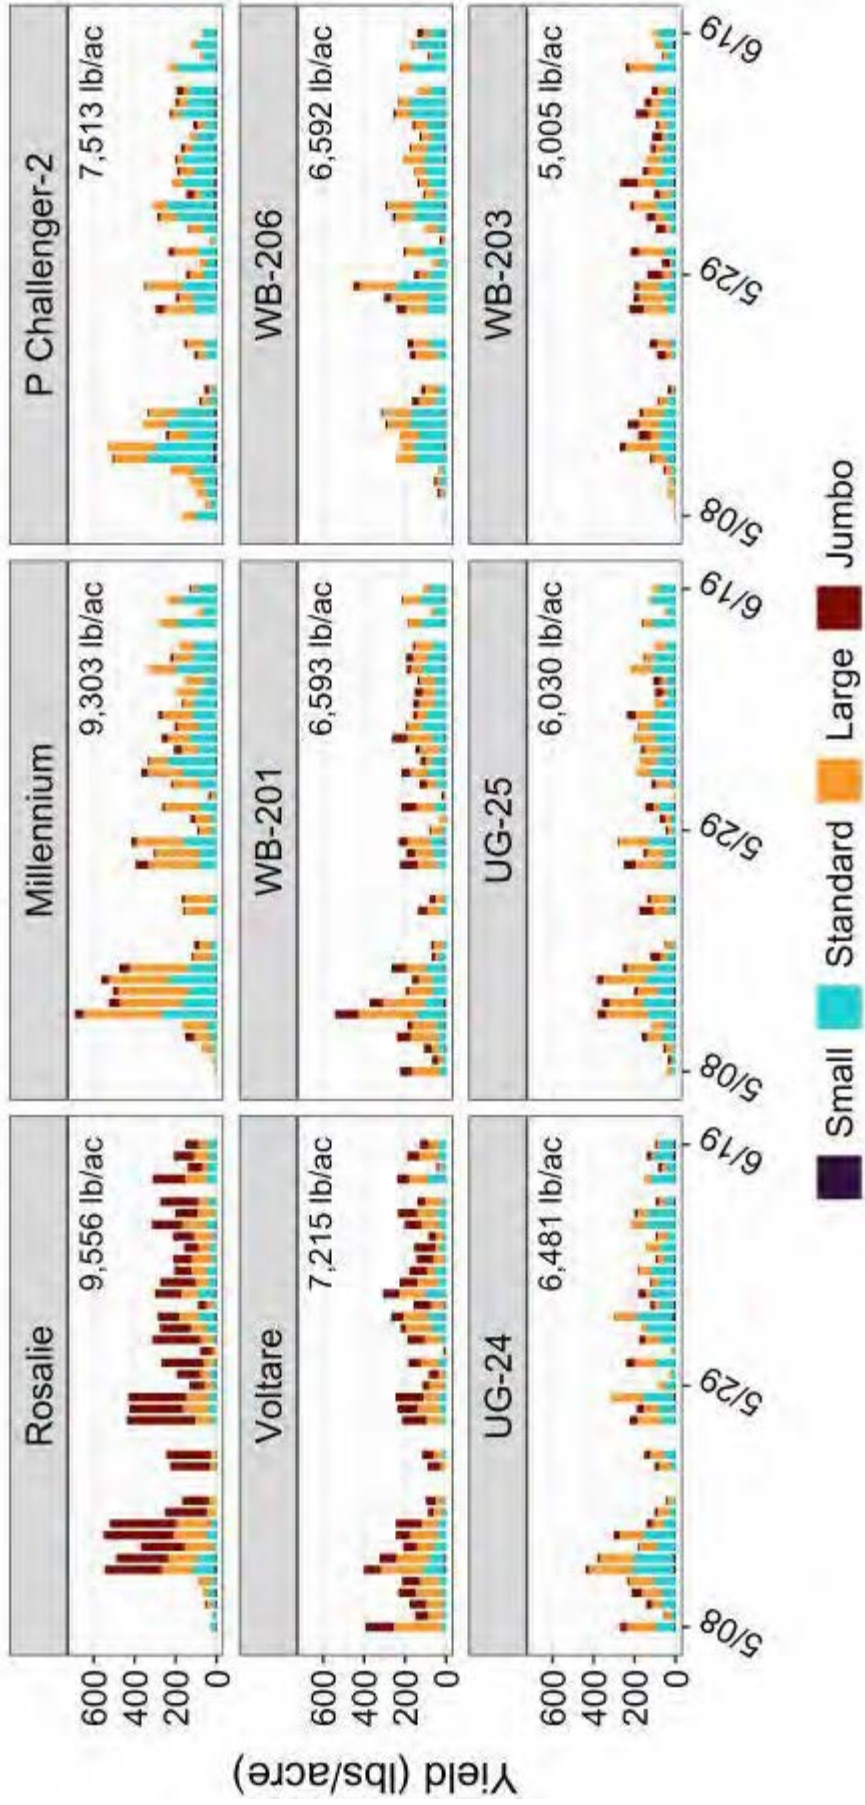 Yield (lbs/acre)
Rosalie
Millennium
P Challenger-2
9,556 lb/ac
9,303 lb/ac
7,513 lb/ac
600
400
200
0
Voltare
WB-201
WB-206
7,215 lb/ac
6,593 lb/ac
6,592 lb/ac
600
400
200
0
UG-24
UG-25
WB-203
6,481 lb/ac
6,030 lb/ac
5,005 lb/ac
600
400
200
0
5/08 5/29 6/19
5/08 5/29 6/19
5/08 5/29 6/19
Small Standard Large Jumbo